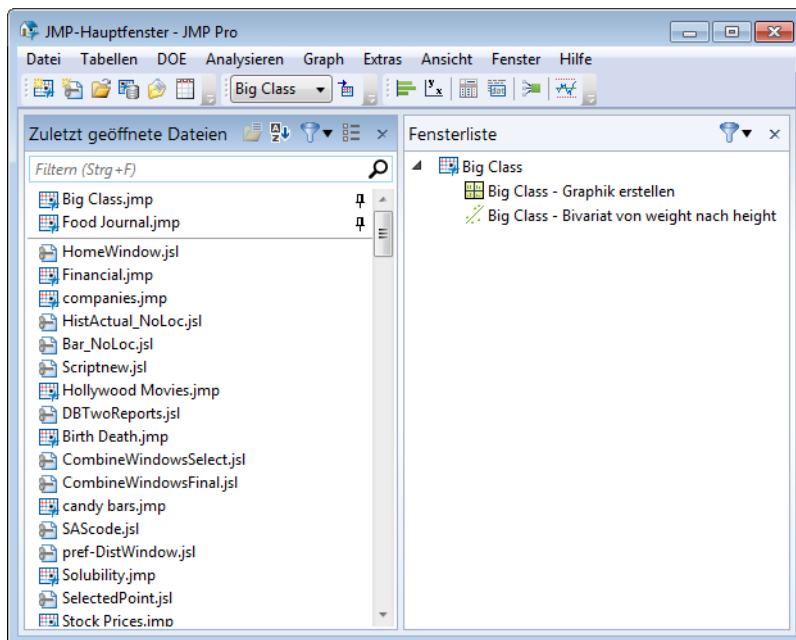 JMP-Hauptfenster - JMP Pro
Datei Tabellen DOE Analysieren Graph Extras Ansicht Fenster Hilfe
Big Class
Zuletzt geöffnete Dateien
Filtern (Strg+F)
Big Class.jmp
Food Journal.jmp
HomeWindow.jsl
Financial.jmp
companies.jmp
HistActual_NoLoc.jsl
Bar_NoLoc.jsl
Scriptnew.jsl
Hollywood Movies.jmp
DBTwoReports.jsl
Birth Death.jmp
CombineWindowsSelect.jsl
CombineWindowsFinal.jsl
candy bars.jmp
SAScode.jsl
pref-DistWindow.jsl
Solubility.jmp
SelectedPoint.jsl
Stock Prices.jmp
Fensterliste
Big Class
Big Class - Graphik erstellen
Big Class - Bivariat von weight nach height